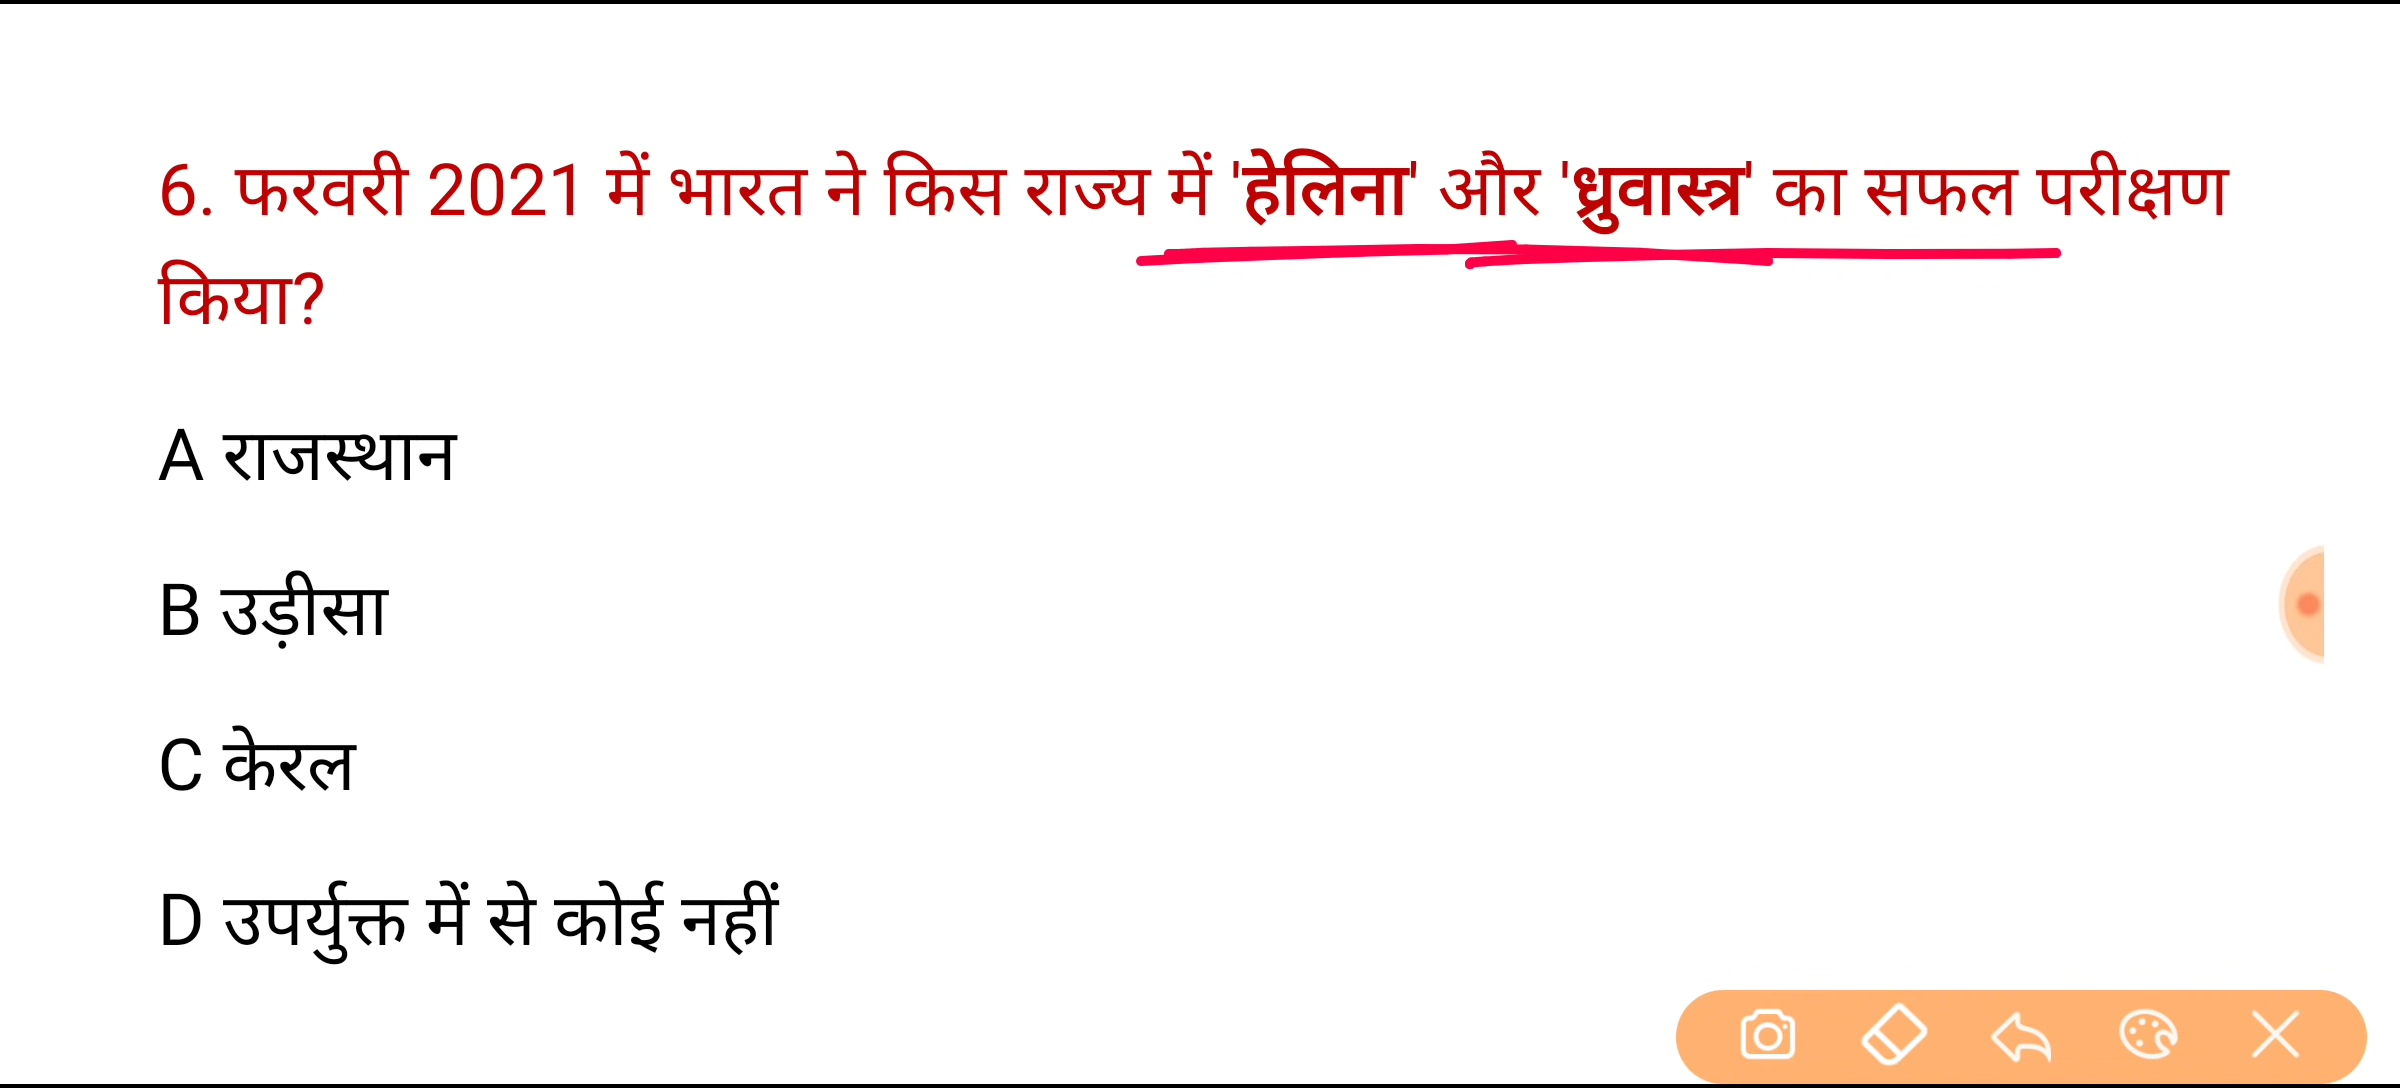 6. फरवरी 2021 में भारत ने किस राज्य में 'हेलिना' और 'ध्रुवास्त्र' का सफल परीक्षण
किया?
A राजस्थान
B उड़ीसा
C केरल
D उपर्युक्त में से कोई नहीं